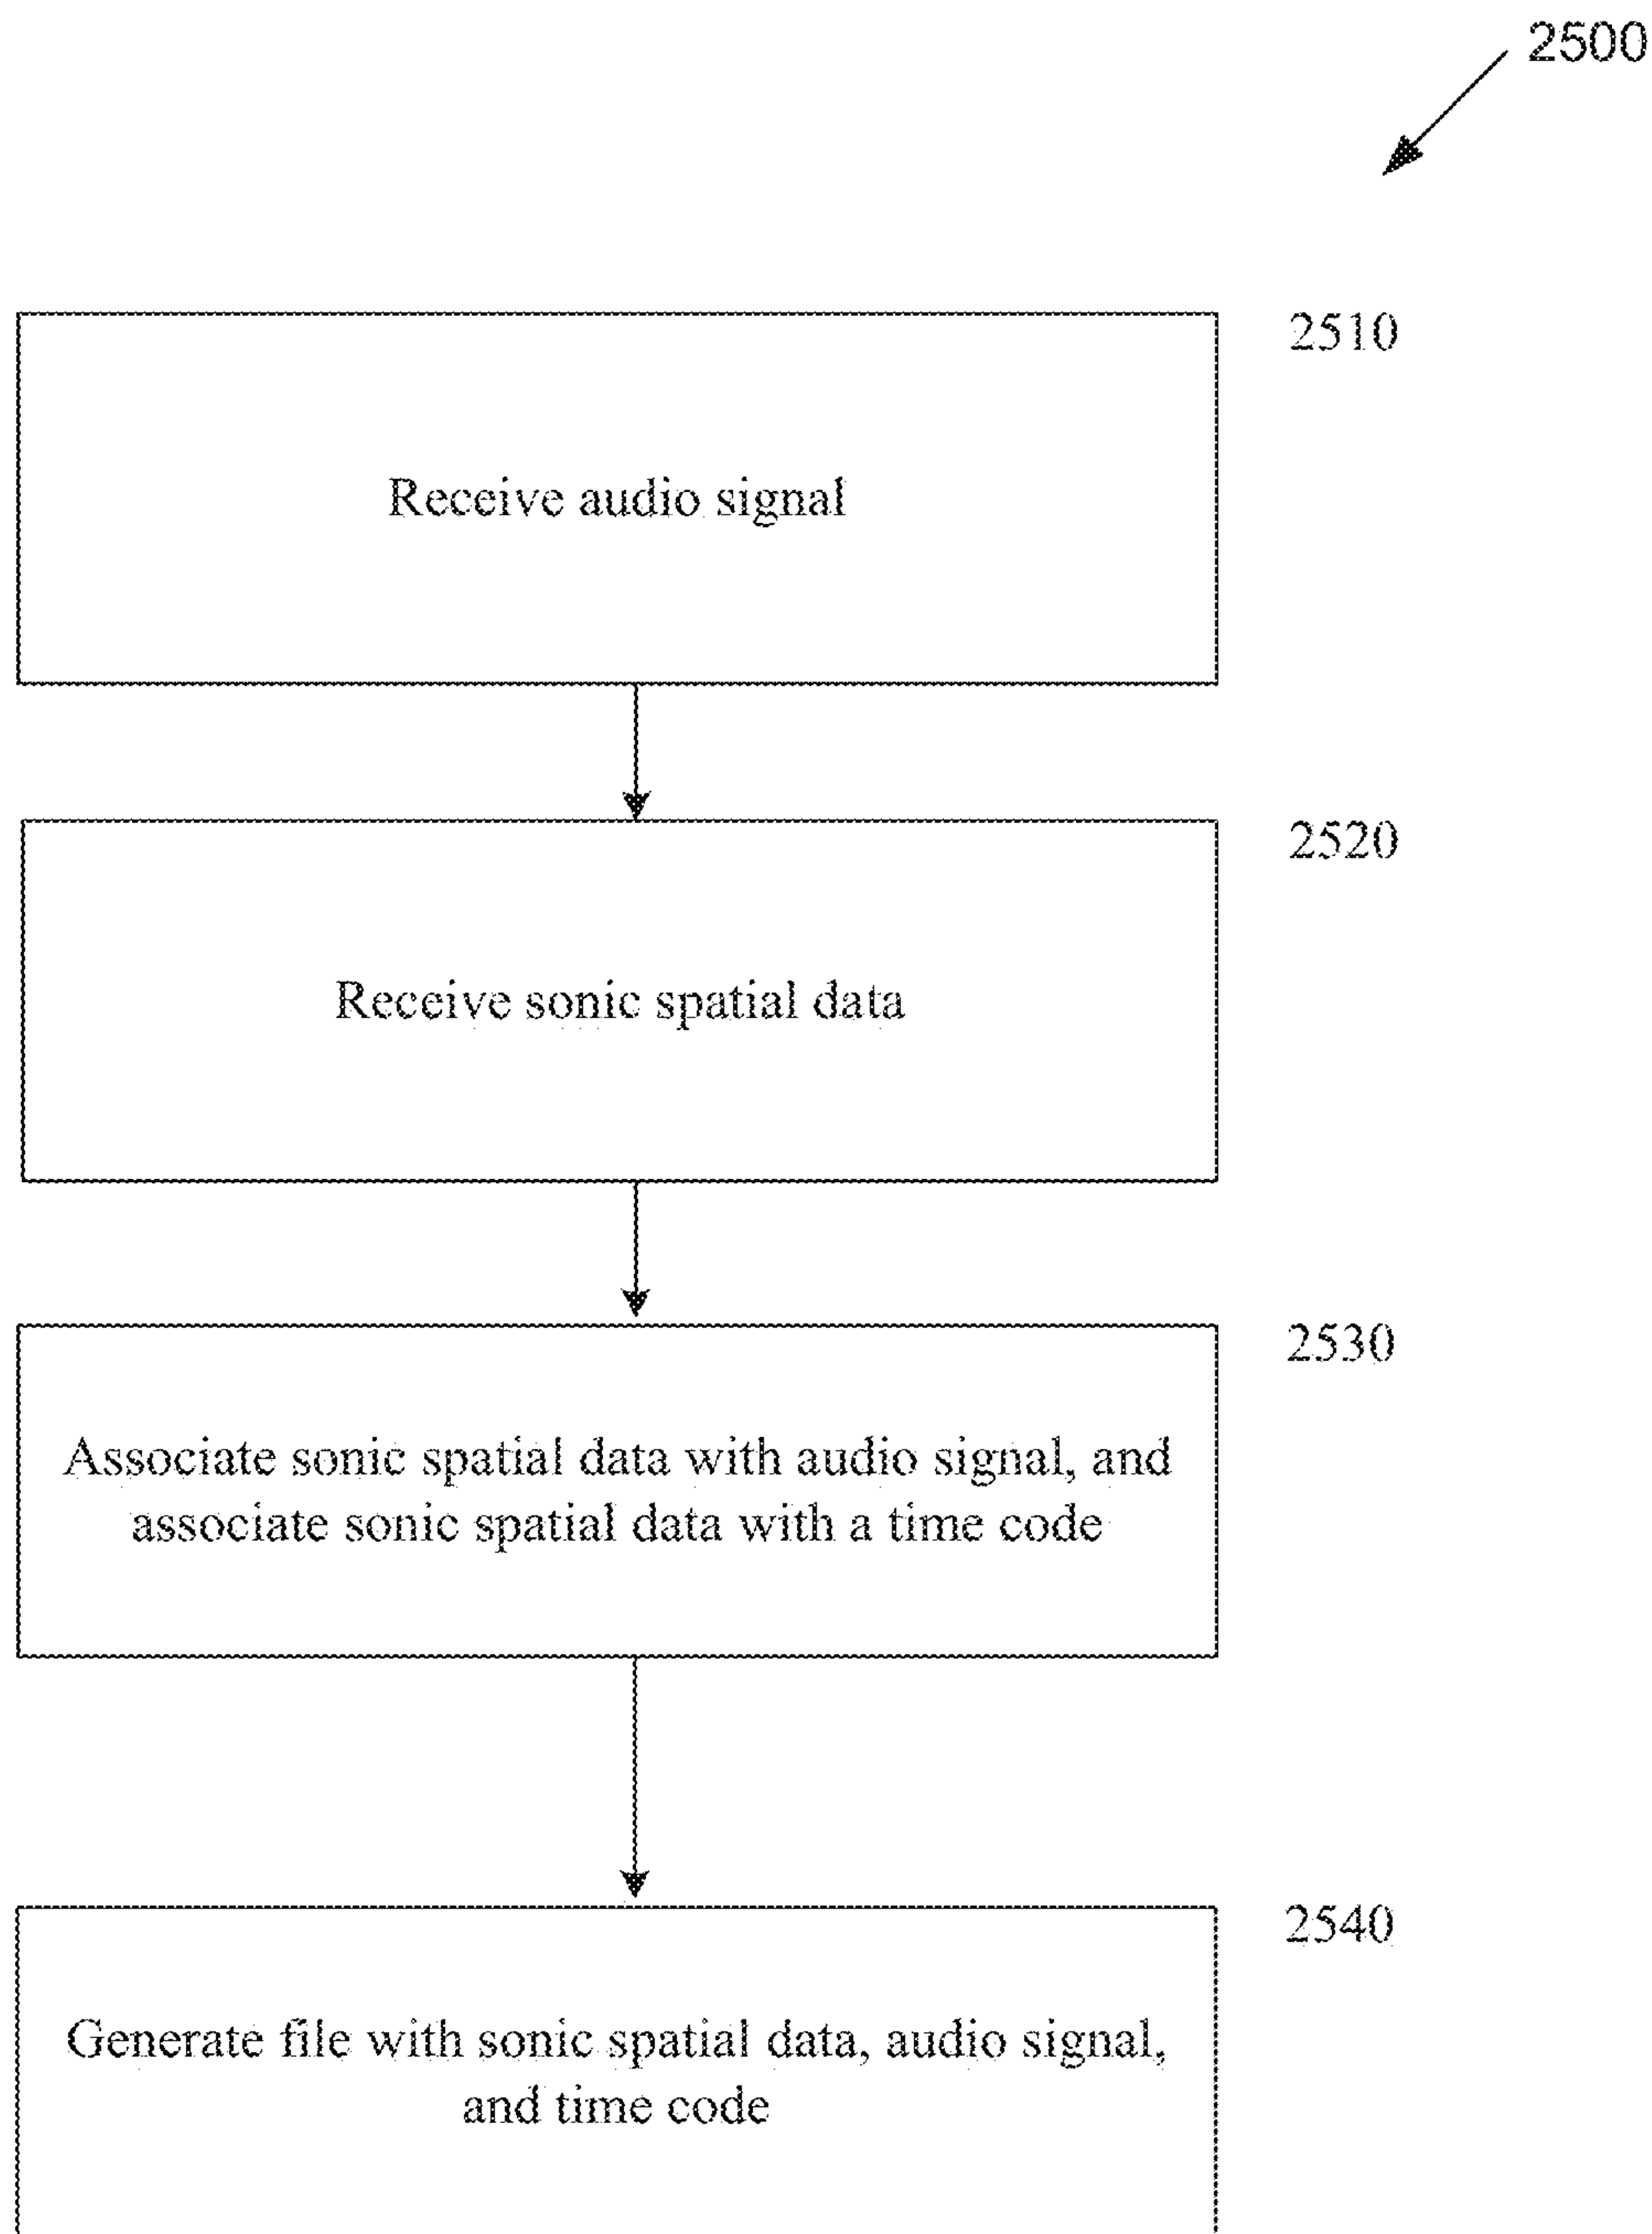 2500
2510
Receive audio signal
2520
Receive sonic spatial data
2530
Associate sonic spatial data with audio signal, and
associate sonic spatial data with a time code
2540
Generate file with sonic spatial data, audio signal,
and time code